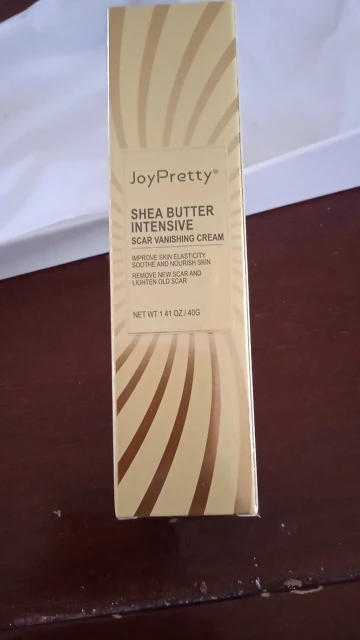 JoyPretty®
SHEA BUTTER
INTENSIVE
SCAR VANISHING CREAM
IMPROVE SKIN ELASTICITY
SOOTHE AND NOURISH SKIN
REMOVE NEW SCAR AND
LIGHTEN OLD SCAR
NET WT 1.41 OZ/ 40G